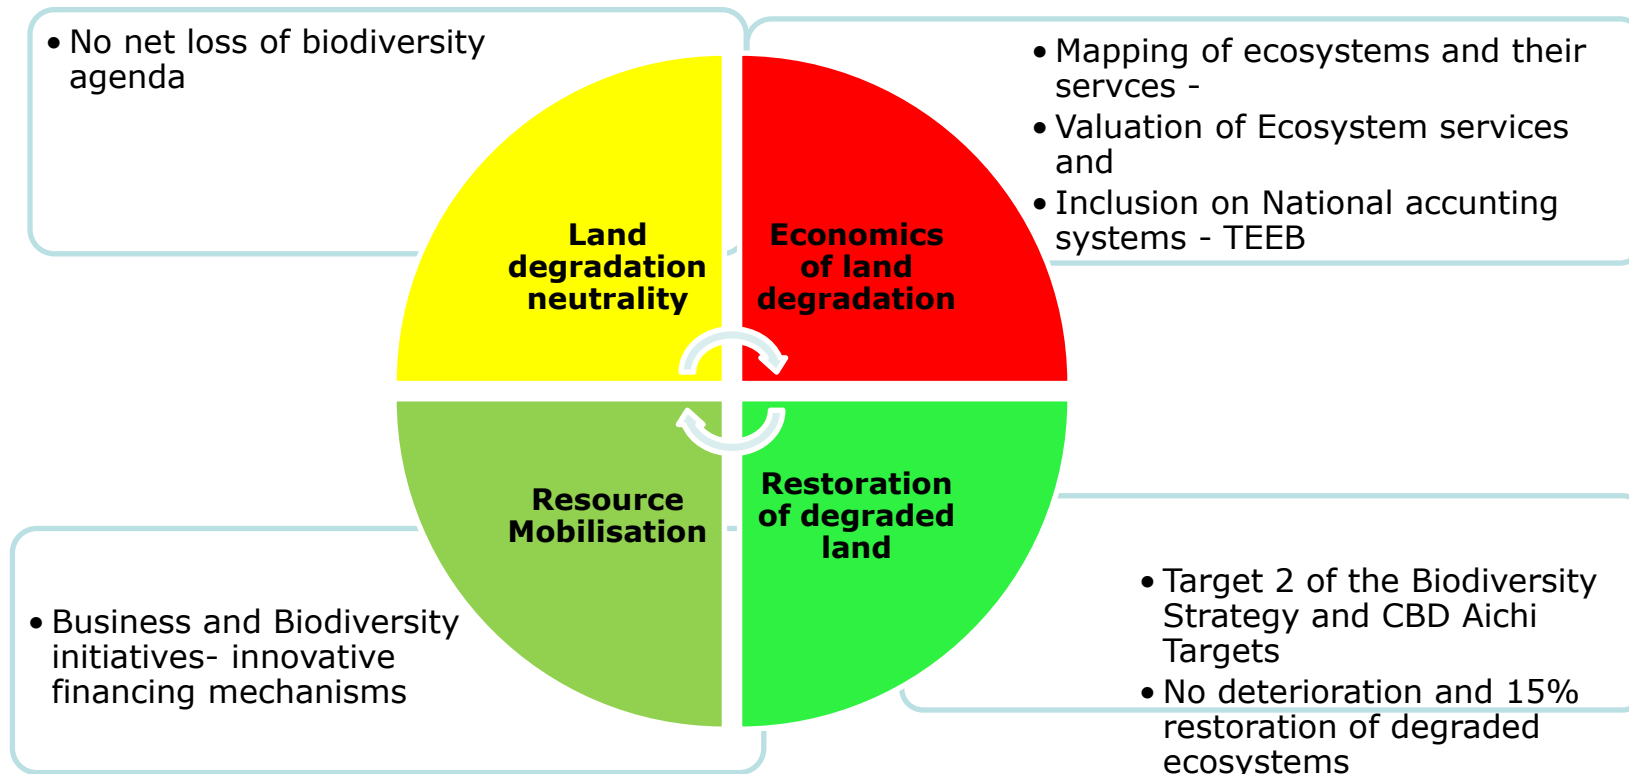 • No net loss of biodiversity
agenda
• Mapping of ecosystems and their
servces -
• Valuation of Ecosystem services
and
• Inclusion on National accunting
systems - TEEB
Land
degradation
neutrality
Economics
of land
degradation
Resource
Mobilisation
Restoration
of degraded
land
• Business and Biodiversity
initiatives- innovative
financing mechanisms
• Target 2 of the Biodiversity
Strategy and CBD Aichi
Targets
• No deterioration and 15%
restoration of degraded
ecosystems